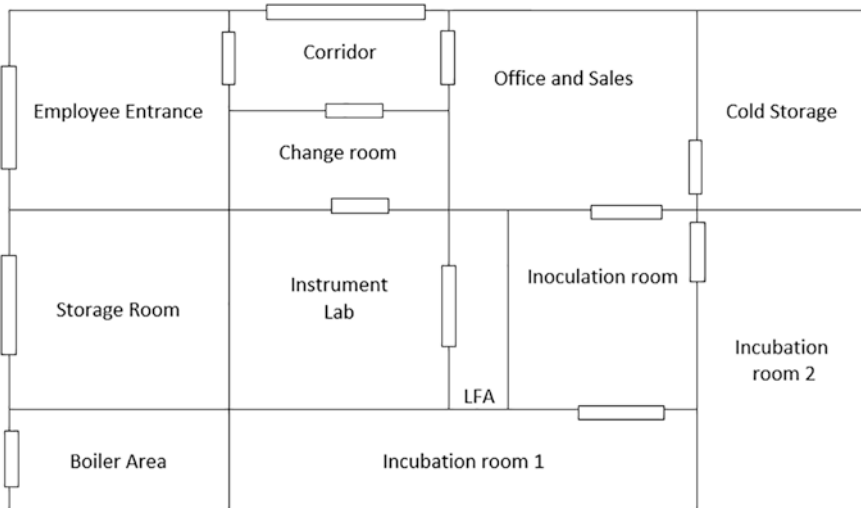 Corridor
Office and Sales
Employee Entrance
Cold Storage
Change room
Inoculation room
Instrument
Lab
Storage Room
Incubation
room 2
LFA
Boiler Area
Incubation room 1